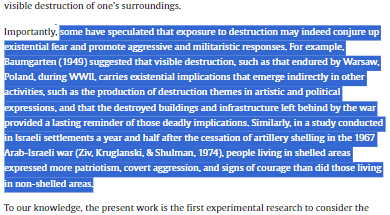 visible destruction of one's surroundings.
Importantly, some have speculated that exposure to destruction may indeed conjure up
existential fear and promote aggressive and militaristic responses. For example,
Baumgarten (1949) suggested that visible destruction, such as that endured by Warsaw,
Poland, during WWII, carries existential implications that emerge indirectly in other
activities, such as the production of destruction themes in artistic and political
expressions, and that the destroyed buildings and infrastructure left behind by the war
provided a lasting reminder of those deadly implications. Similarly, in a study conducted
in Israeli settlements a year and half after the cessation of artillery shelling in the 1967
Arab-Israeli war (Ziv, Kruglanski, & Shulman, 1974), people living in shelled areas
expressed more patriotism, covert aggression, and signs of courage than did those living
in non-shelled areas.
To our knowledge, the present work is the first experimental research to consider the